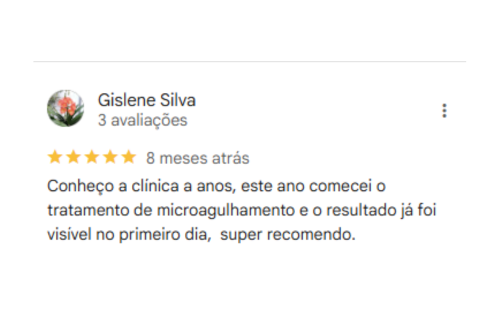 Gislene Silva
3 avaliações
8 meses atrás
Conheço a clínica a anos, este ano comecei o
tratamento de microagulhamento e o resultado já foi
visível no primeiro dia,  super recomendo.